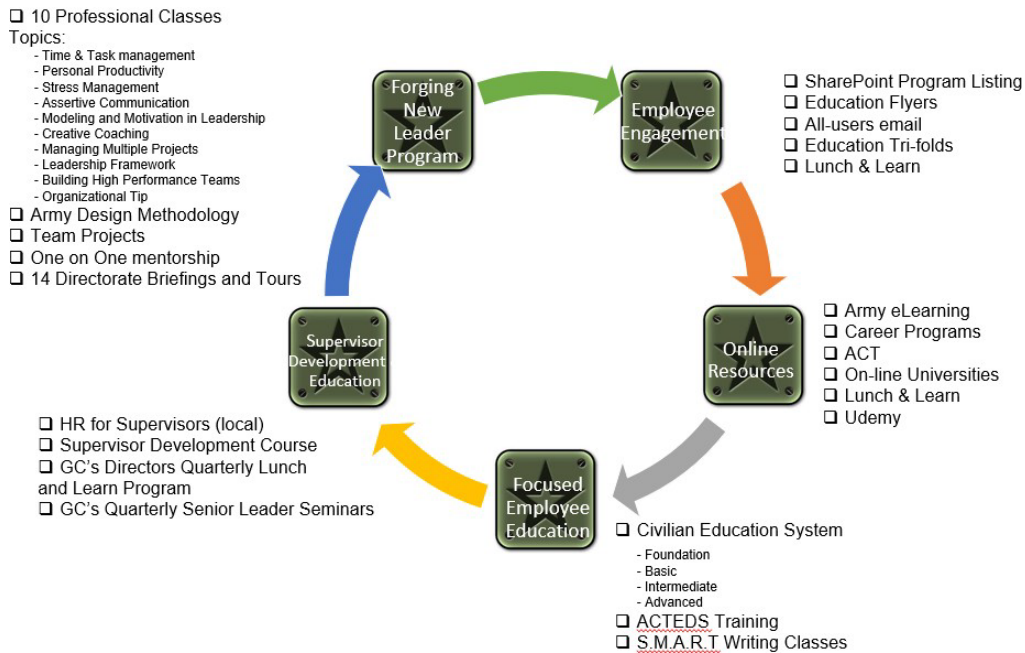 ❑ 10 Professional Classes
Topics:
- Time & Task management
- Personal Productivity
- Stress Management
- Assertive Communication
- Modeling and Motivation in Leadership
- Creative Coaching
- Managing Multiple Projects
- Leadership Framework
- Building High Performance Teams
- Organizational Tip
❑ Army Design Methodology
❑ Team Projects
❑ One on One mentorship
❑ 14 Directorate Briefings and Tours
Forging
New
Leader
Program
Employee
Engagement
❑ SharePoint Program Listing
❑ Education Flyers
❑ All-users email
❑ Education Tri-folds
❑ Lunch & Learn
Online
Resources
❑ Army eLearning
❑ Career Programs
❑ ACT
❑ On-line Universities
❑ Lunch & Learn
❑ Udemy
Focused
Employee
Education
❑ Civilian Education System
- Foundation
- Basic
- Intermediate
- Advanced
❑ ACTEDS Training
❑ S.M.A.R.T Writing Classes
Supervisor
Development
Education
❑ HR for Supervisors (local)
❑ Supervisor Development Course
❑ GC’s Directors Quarterly Lunch
and Learn Program
❑ GC’s Quarterly Senior Leader Seminars